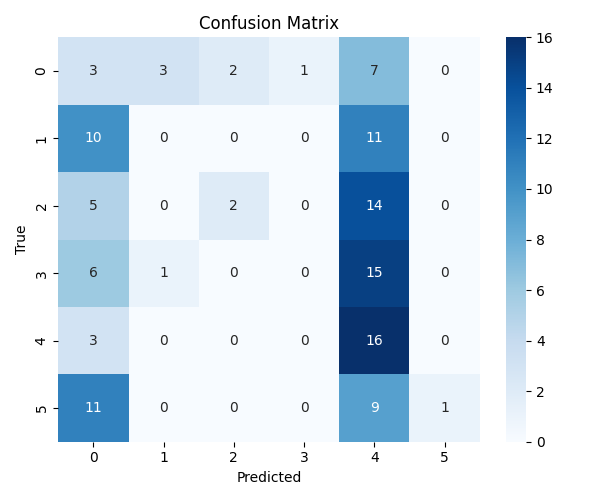 Confusion Matrix
True
0 3 3 2 1 7 0
1 10 0 0 0 11 0
2 5 0 2 0 14 0
3 6 1 0 0 15 0
4 3 0 0 0 16 0
5 11 0 0 0 9 1
0 1 2 3 4 5
Predicted
16
14
12
10
8
6
4
2
0